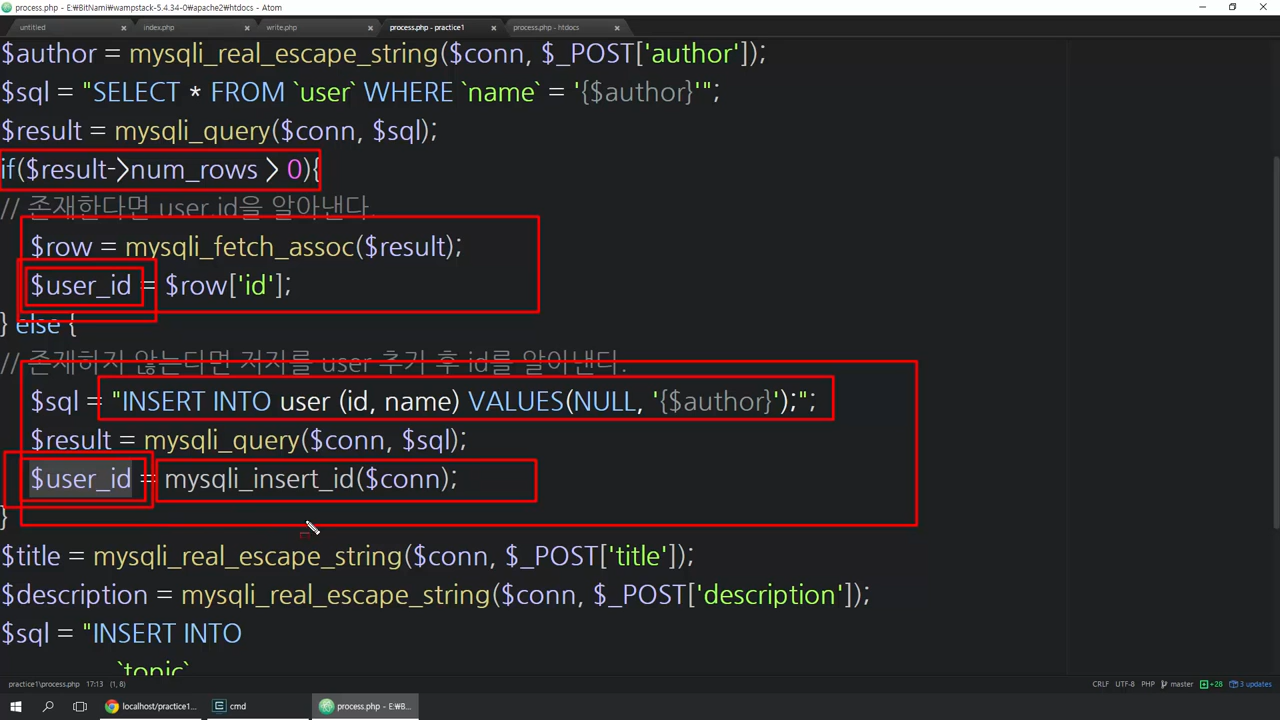 process.php - E:￦BitNami￦wampstack-5.4.34-0￦apache2￦htdocs - Atom
untitled index.php write.php process.php - practice1 process.php - htdocs
$author = mysqli_real_escape_string($conn, $_POST['author']);
$sql = "SELECT * FROM `user` WHERE `name` = '{$author}'";
$result = mysqli_query($conn, $sql);
if($result->num_rows > 0){
// 존재한다면 user.id을 알아낸다.
$row = mysqli_fetch_assoc($result);
$user_id = $row['id'];
} else {
// 존재하지 않는다면 저자를 user 추가 후 id를 알아낸다.
$sql = "INSERT INTO user (id, name) VALUES(NULL, '{$author}');";
$result = mysqli_query($conn, $sql);
$user_id = mysqli_insert_id($conn);
}
$title = mysqli_real_escape_string($conn, $_POST['title']);
$description = mysqli_real_escape_string($conn, $_POST['description']);
$sql = "INSERT INTO
`topic`
practice1￦process.php 17:13 (1, 8) CRLF UTF-8 PHP master +28 3 updates
localhost/practice1... cmd process.php - E:￦B...